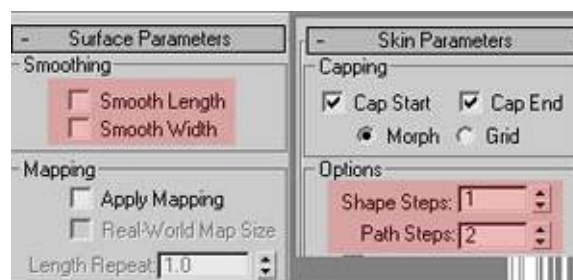 - Surface Parameters
Smoothing
Smooth Length
Smooth Width
Mapping
Apply Mapping
Real-World Map Size
Length Repeat: 1.0
- Skin Parameters
Capping
Cap Start Cap End
Morph Grid
Options
Shape Steps: 1
Path Steps: 2